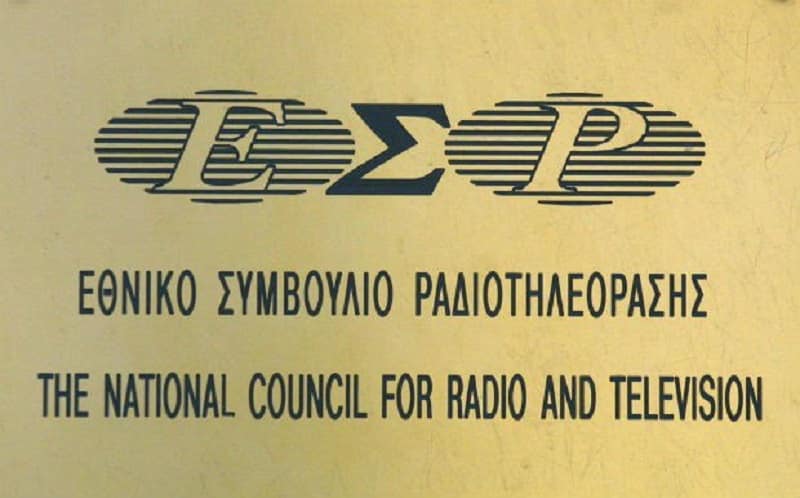 ΕΣΡ
ΕΘΝΙΚΟ ΣΥΜΒΟΥΛΙΟ ΡΑΔΙΟΤΗΛΕΟΡΑΣΗΣ
THE NATIONAL COUNCIL FOR RADIO AND TELEVISION